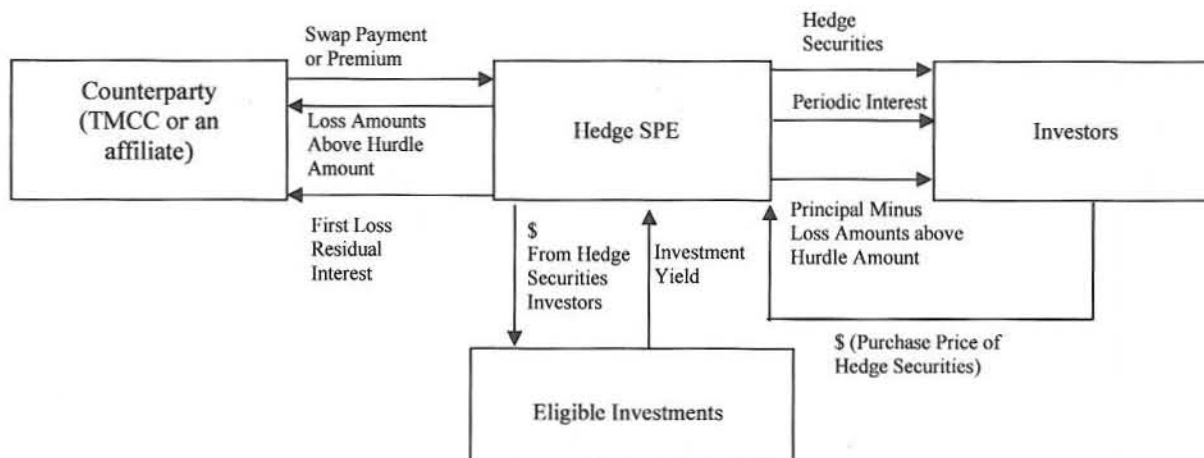 Swap Payment
or Premium
Hedge
Securities
Counterparty
(TMCC or an
affiliate)
Hedge SPE
Investors
Periodic Interest
Loss Amounts
Above Hurdle
Amount
Principal Minus
Loss Amounts above
Hurdle Amount
First Loss
Residual
Interest
$
From Hedge
Securities
Investors
Investment
Yield
$ (Purchase Price of
Hedge Securities)
Eligible Investments